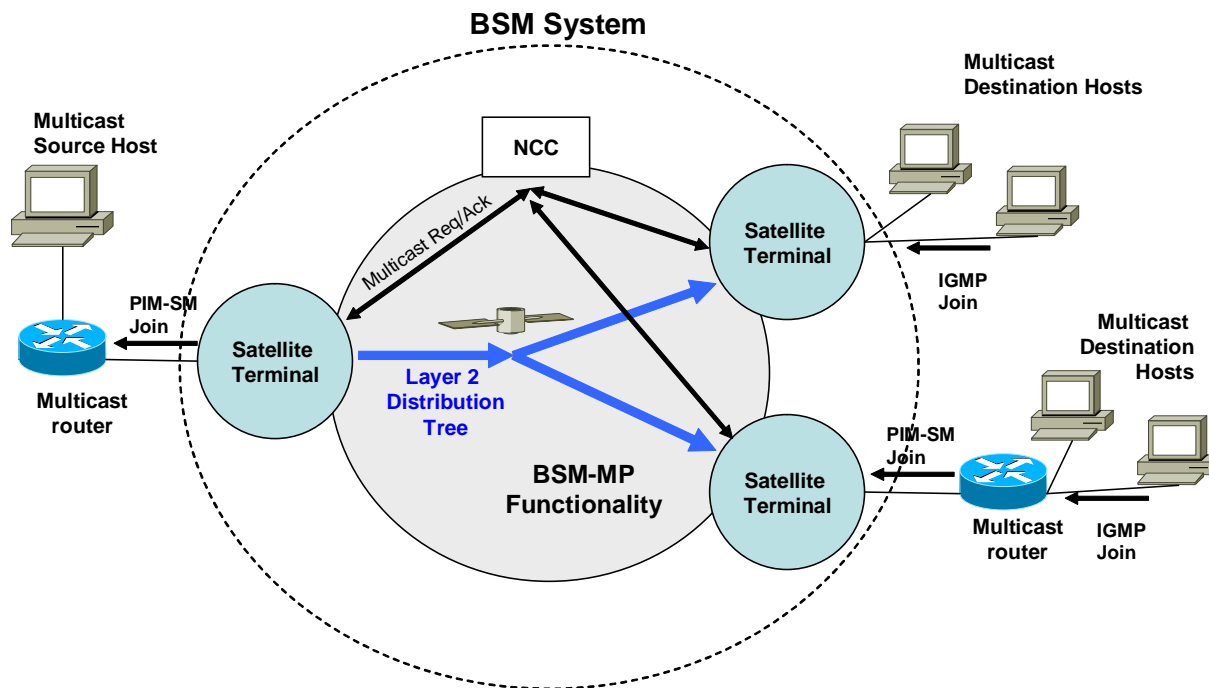 BSM System
Multicast
Source Host
NCC
Multicast
Destination Hosts
Multicast Req/Ack
Satellite
Terminal
IGMP
Join
PIM-SM
Join
Satellite
Terminal
Multicast
router
Layer 2
Distribution
Tree
Multicast
Destination
Hosts
BSM-MP
Functionality
PIM-SM
Join
Satellite
Terminal
Multicast
router
IGMP
Join